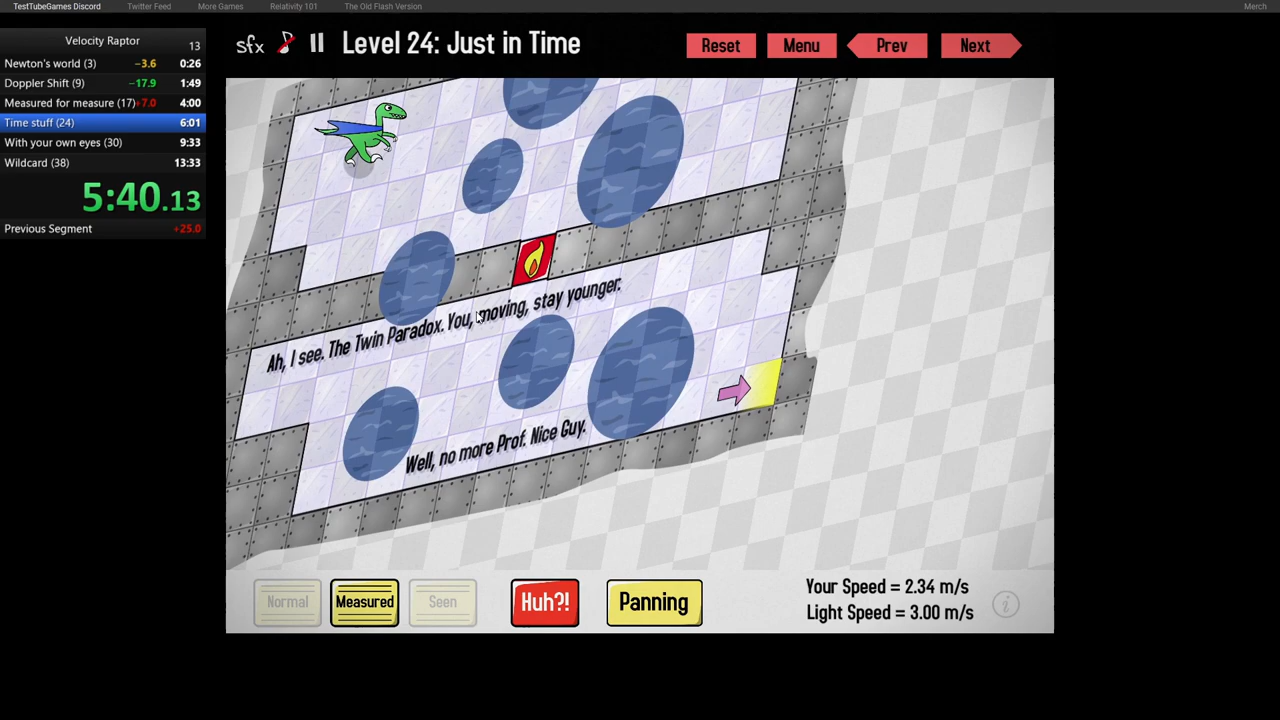 TestTubeGames Discord Twitter Feed More Games Relativity 101 The Old Flash Version Merch
Velocity Raptor
13
Newton's world (3) −3.6 0:26
Doppler Shift (9) −17.9 1:49
Measured for measure (17) +7.0 4:00
Time stuff (24) 6:01
With your own eyes (30) 9:33
Wildcard (38) 13:33
5:40.13
Previous Segment +25.0
sfx Level 24: Just in Time Reset Menu Prev Next
Ah, I see. The Twin Paradox. You, moving, stay younger.
Well, no more Prof. Nice Guy.
Normal Measured Seen Huh?! Panning
Your Speed = 2.34 m/s
Light Speed = 3.00 m/s
i